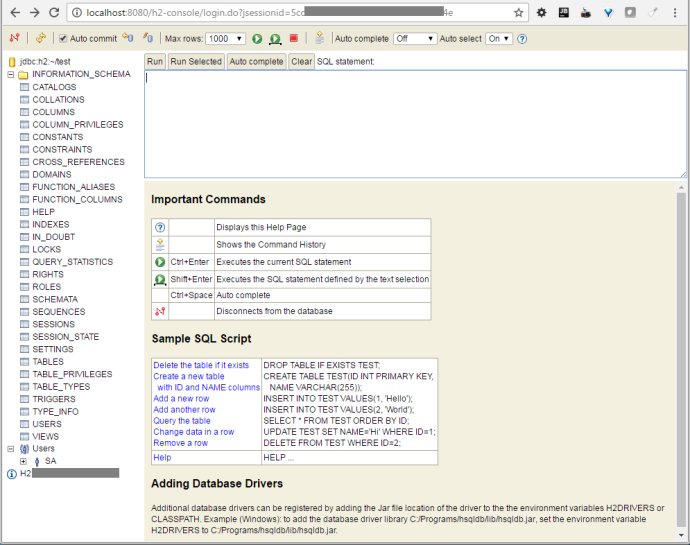 localhost:8080/h2-console/login.do?jsessionid=5cc 4e
Auto commit Max rows: 1000 Auto complete Off Auto select On
jdbc:h2:~/test
INFORMATION_SCHEMA
CATALOGS
COLLATIONS
COLUMNS
COLUMN_PRIVILEGES
CONSTANTS
CONSTRAINTS
CROSS_REFERENCES
DOMAINS
FUNCTION_ALIASES
FUNCTION_COLUMNS
HELP
INDEXES
IN_DOUBT
LOCKS
QUERY_STATISTICS
RIGHTS
ROLES
SCHEMATA
SEQUENCES
SESSIONS
SESSION_STATE
SETTINGS
TABLES
TABLE_PRIVILEGES
TABLE_TYPES
TRIGGERS
TYPE_INFO
USERS
VIEWS
Users
SA
H2
Run Run Selected Auto complete Clear SQL statement:
Important Commands
Displays this Help Page
Shows the Command History
Ctrl+Enter Executes the current SQL statement
Shift+Enter Executes the SQL statement defined by the text selection
Ctrl+Space Auto complete
Disconnects from the database
Sample SQL Script
Delete the table if it exists DROP TABLE IF EXISTS TEST;
Create a new table CREATE TABLE TEST(ID INT PRIMARY KEY,
with ID and NAME columns NAME VARCHAR(255));
Add a new row INSERT INTO TEST VALUES(1, 'Hello');
Add another row INSERT INTO TEST VALUES(2, 'World');
Query the table SELECT * FROM TEST ORDER BY ID;
Change data in a row UPDATE TEST SET NAME='Hi' WHERE ID=1;
Remove a row DELETE FROM TEST WHERE ID=2;
Help HELP ...
Adding Database Drivers
Additional database drivers can be registered by adding the Jar file location of the driver to the the environment variables H2DRIVERS or
CLASSPATH. Example (Windows): to add the database driver library C:/Programs/hsqldb/lib/hsqldb.jar, set the environment variable
H2DRIVERS to C:/Programs/hsqldb/lib/hsqldb.jar.